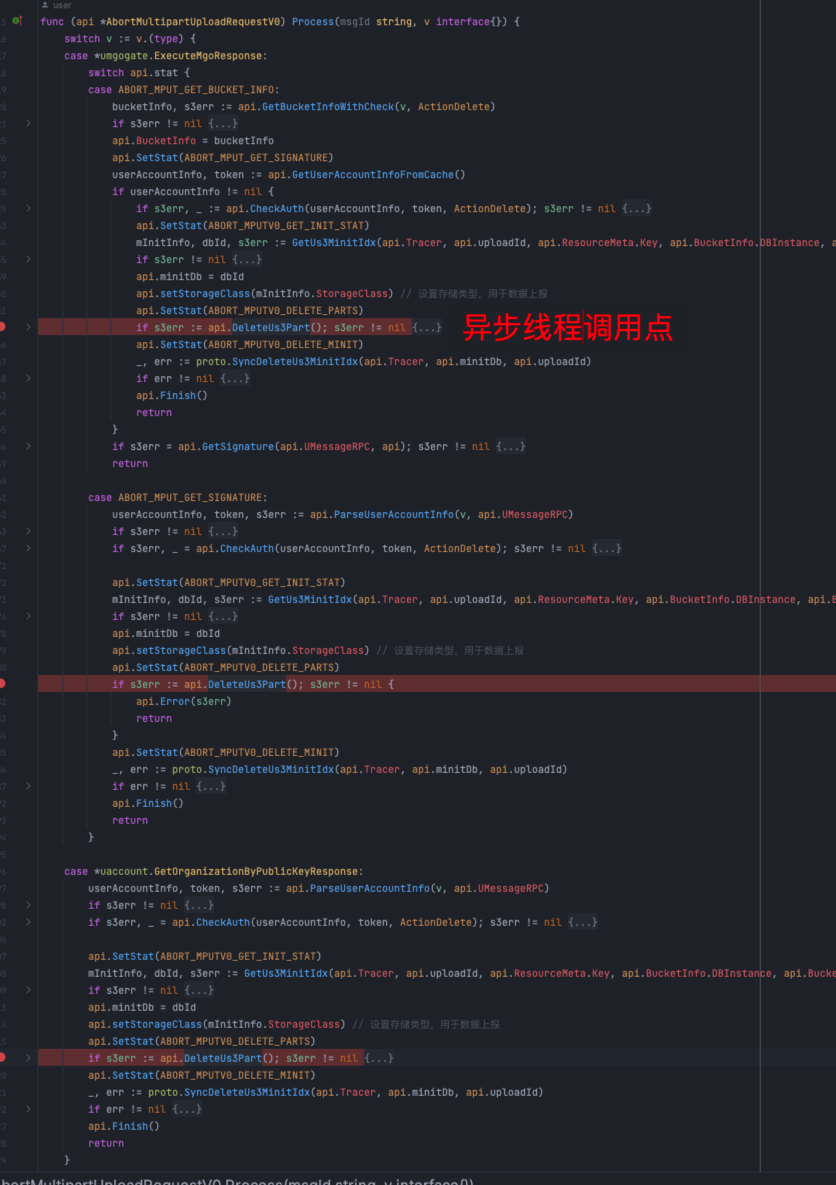 user
func (api *AbortMultipartUploadRequestV0) Process(msgId string, v interface{}) {
switch v := v.(type) {
case *umgogate.ExecuteMgoResponse:
switch api.stat {
case ABORT_MPUT_GET_BUCKET_INFO:
bucketInfo, s3err := api.GetBucketInfoWithCheck(v, ActionDelete)
if s3err != nil {...}
api.BucketInfo = bucketInfo
api.SetStat(ABORT_MPUT_GET_SIGNATURE)
userAccountInfo, token := api.GetUserAccountInfoFromCache()
if userAccountInfo != nil {
if s3err, _ := api.CheckAuth(userAccountInfo, token, ActionDelete); s3err != nil {...}
api.SetStat(ABORT_MPUTV0_GET_INIT_STAT)
mInitInfo, dbId, s3err := GetUs3MinitIdx(api.Tracer, api.uploadId, api.ResourceMeta.Key, api.BucketInfo.DBInstance, a
if s3err != nil {...}
api.minitDb = dbId
api.setStorageClass(mInitInfo.StorageClass) // 设置存储类型，用于数据上报
api.SetStat(ABORT_MPUTV0_DELETE_PARTS)
if s3err := api.DeleteUs3Part(); s3err != nil {...} 异步线程调用点
api.SetStat(ABORT_MPUTV0_DELETE_MINIT)
_, err := proto.SyncDeleteUs3MinitIdx(api.Tracer, api.minitDb, api.uploadId)
if err != nil {...}
api.Finish()
return
}
if s3err = api.GetSignature(api.UMessageRPC, api); s3err != nil {...}
return
case ABORT_MPUT_GET_SIGNATURE:
userAccountInfo, token, s3err := api.ParseUserAccountInfo(v, api.UMessageRPC)
if s3err != nil {...}
if s3err, _ = api.CheckAuth(userAccountInfo, token, ActionDelete); s3err != nil {...}
api.SetStat(ABORT_MPUTV0_GET_INIT_STAT)
mInitInfo, dbId, s3err := GetUs3MinitIdx(api.Tracer, api.uploadId, api.ResourceMeta.Key, api.BucketInfo.DBInstance, api.B
if s3err != nil {...}
api.minitDb = dbId
api.setStorageClass(mInitInfo.StorageClass) // 设置存储类型，用于数据上报
api.SetStat(ABORT_MPUTV0_DELETE_PARTS)
if s3err := api.DeleteUs3Part(); s3err != nil {
api.Error(s3err)
return
}
api.SetStat(ABORT_MPUTV0_DELETE_MINIT)
_, err := proto.SyncDeleteUs3MinitIdx(api.Tracer, api.minitDb, api.uploadId)
if err != nil {...}
api.Finish()
return
}
case *uaccount.GetOrganizationByPublicKeyResponse:
userAccountInfo, token, s3err := api.ParseUserAccountInfo(v, api.UMessageRPC)
if s3err != nil {...}
if s3err, _ = api.CheckAuth(userAccountInfo, token, ActionDelete); s3err != nil {...}
api.SetStat(ABORT_MPUTV0_GET_INIT_STAT)
mInitInfo, dbId, s3err := GetUs3MinitIdx(api.Tracer, api.uploadId, api.ResourceMeta.Key, api.BucketInfo.DBInstance, api.Bucke
if s3err != nil {...}
api.minitDb = dbId
api.setStorageClass(mInitInfo.StorageClass) // 设置存储类型，用于数据上报
api.SetStat(ABORT_MPUTV0_DELETE_PARTS)
if s3err := api.DeleteUs3Part(); s3err != nil {...}
api.SetStat(ABORT_MPUTV0_DELETE_MINIT)
_, err := proto.SyncDeleteUs3MinitIdx(api.Tracer, api.minitDb, api.uploadId)
if err != nil {...}
api.Finish()
return
}
bortMultipartUploadRequestV0.Process(msgId string, v interface{})